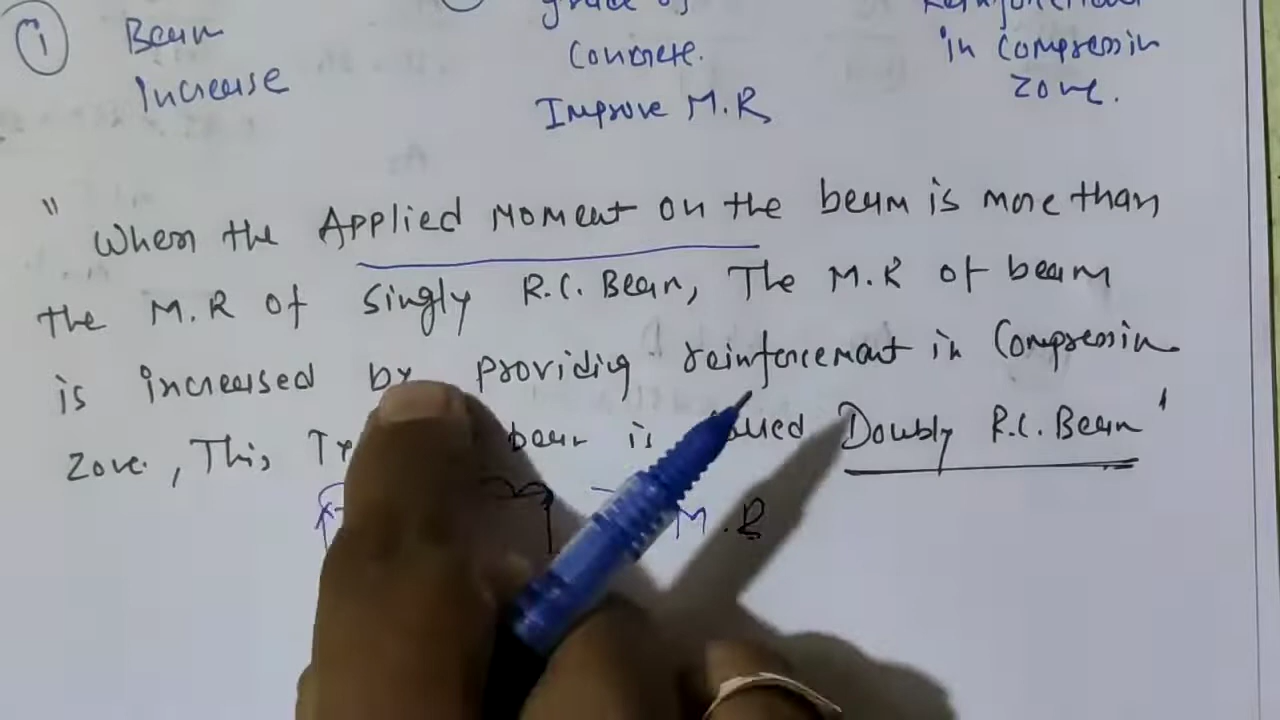 ① Beam
Increase
grade of
Concrete.
Improve M.R
in Compression
Zone.
"When the Applied Moment on the beam is more than
the M.R of Singly R.C. Beam, The M.R of beam
is increased by providing reinforcement in Compression
Zone., This beam is called Doubly R.C. Beam"
M.R